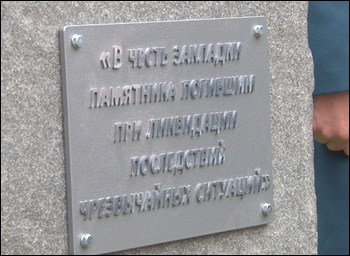 «В ЧЕСТЬ ЗАКЛАДКИ
ПАМЯТНИКА ПОГИБШИМ
ПРИ ЛИКВИДАЦИИ
ПОСЛЕДСТВИЙ
ЧРЕЗВЫЧАЙНЫХ СИТУАЦИЙ»